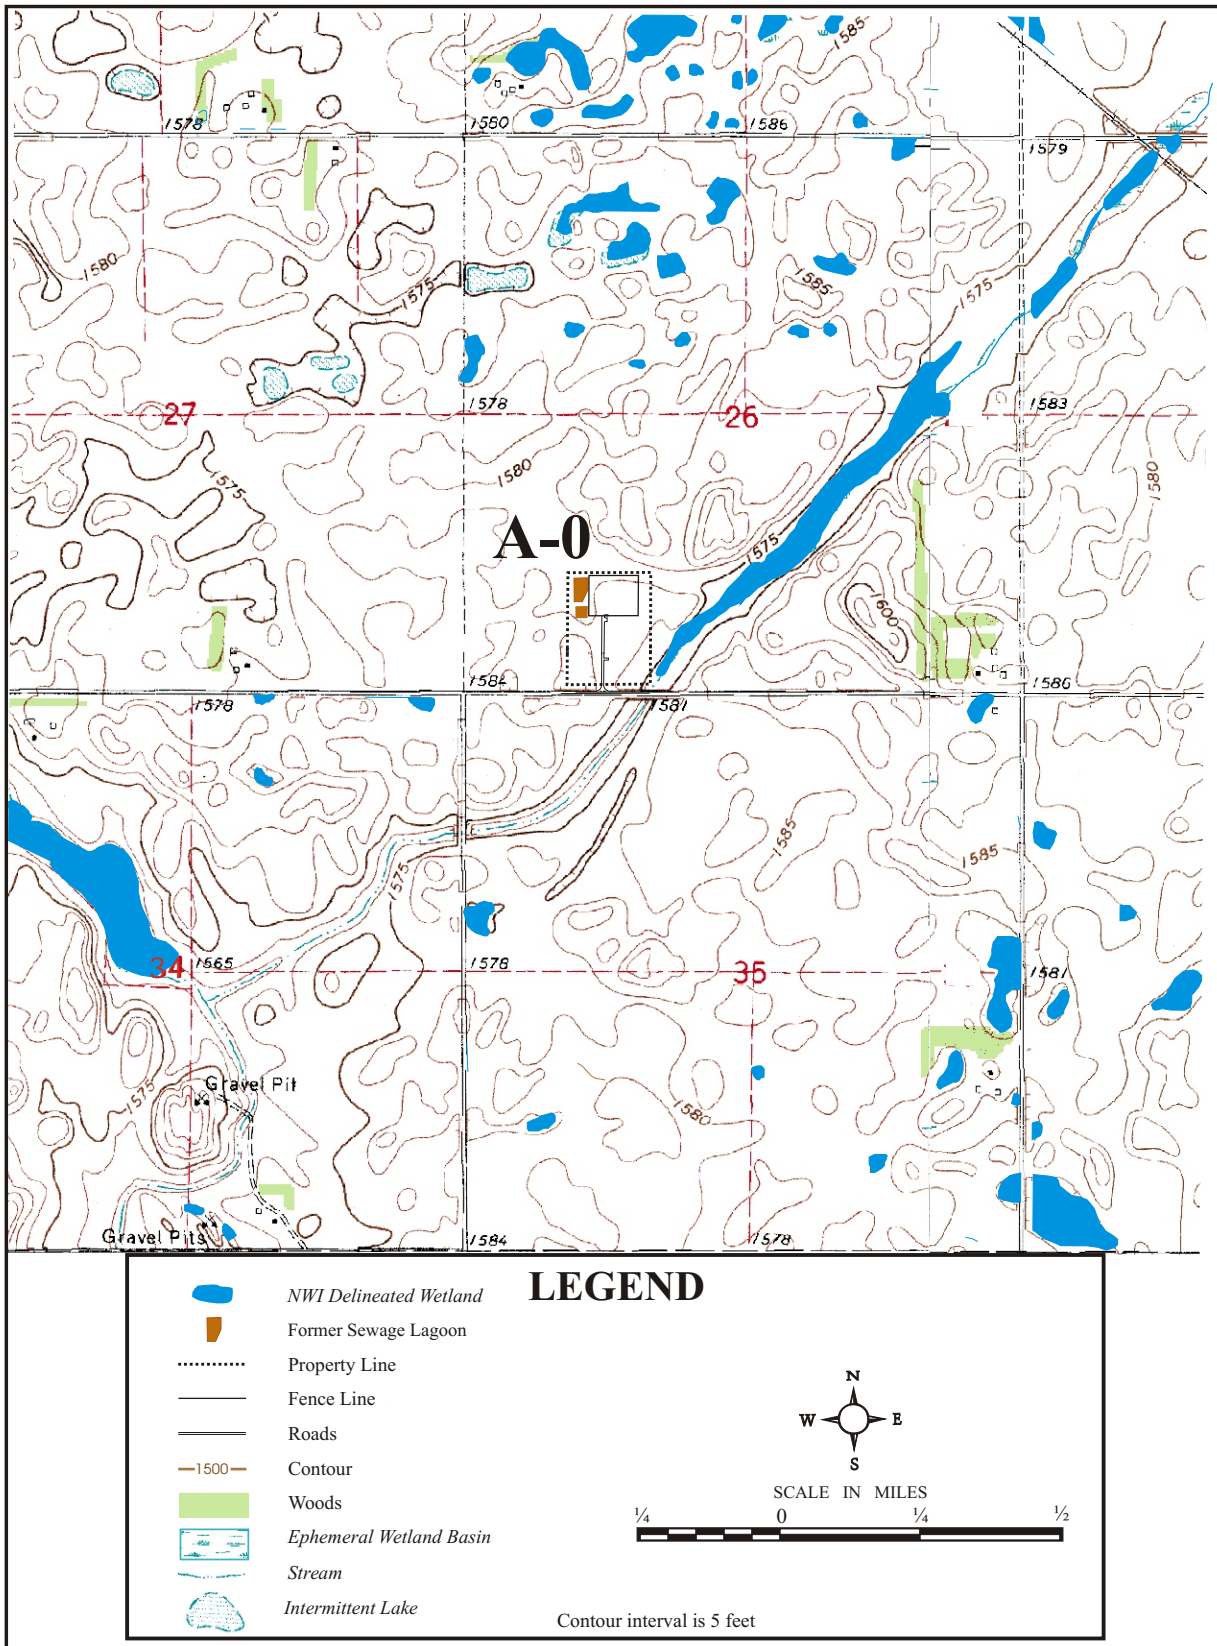 1585
1578
1580
1586
1579
1580
1575
1585
1575
27
1578
26
1583
1575
1580
1580
A-0
1575
1600
1584
1586
1578
1581
1585
1585
1575
34
1565
1578
35
1581
Gravel Pit
1575
1580
Gravel Pits
1584
1578
LEGEND
NWI Delineated Wetland
Former Sewage Lagoon
Property Line
Fence Line
Roads
1500
Contour
Woods
Ephemeral Wetland Basin
Stream
Intermittent Lake
N
W E
S
SCALE IN MILES
¼ 0 ¼ ½
Contour interval is 5 feet